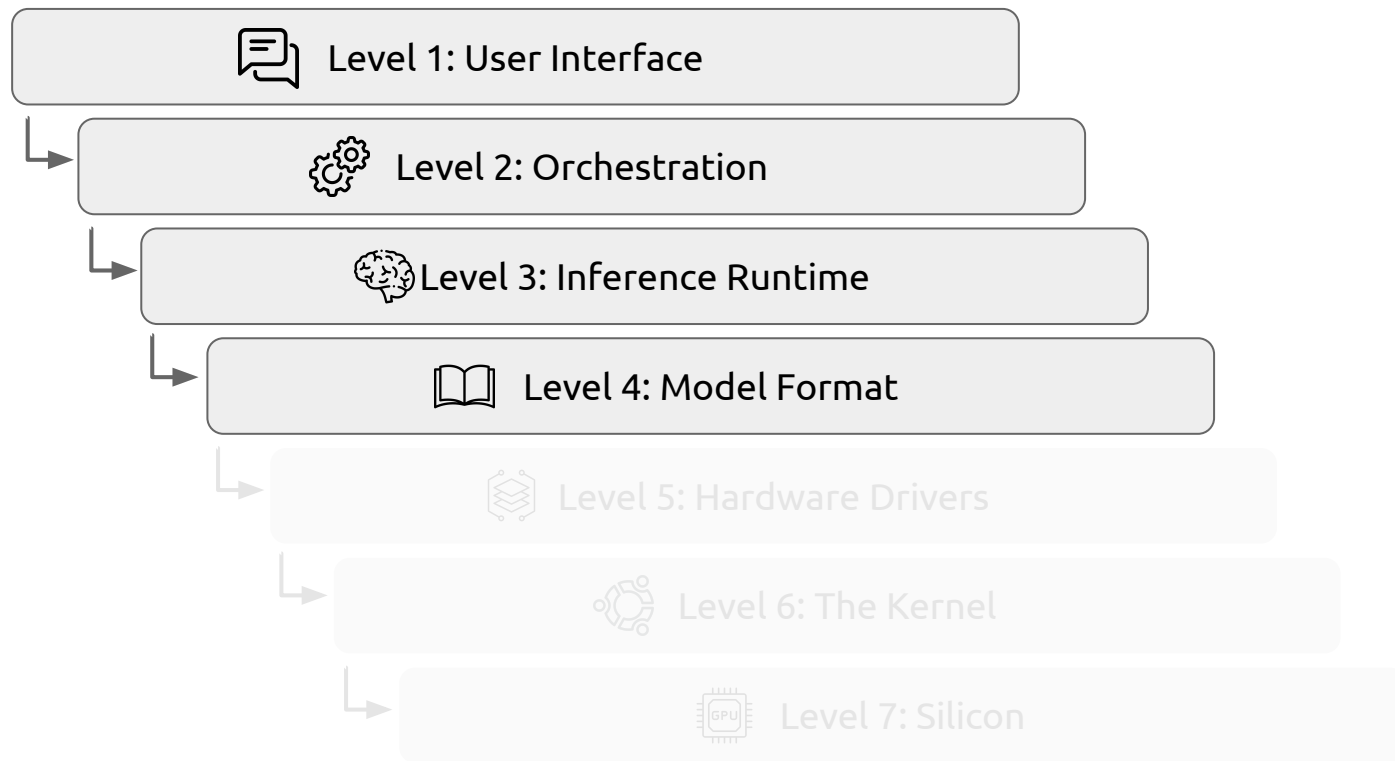 Level 1: User Interface
Level 2: Orchestration
Level 3: Inference Runtime
Level 4: Model Format
Level 5: Hardware Drivers
Level 6: The Kernel
GPU
Level 7: Silicon